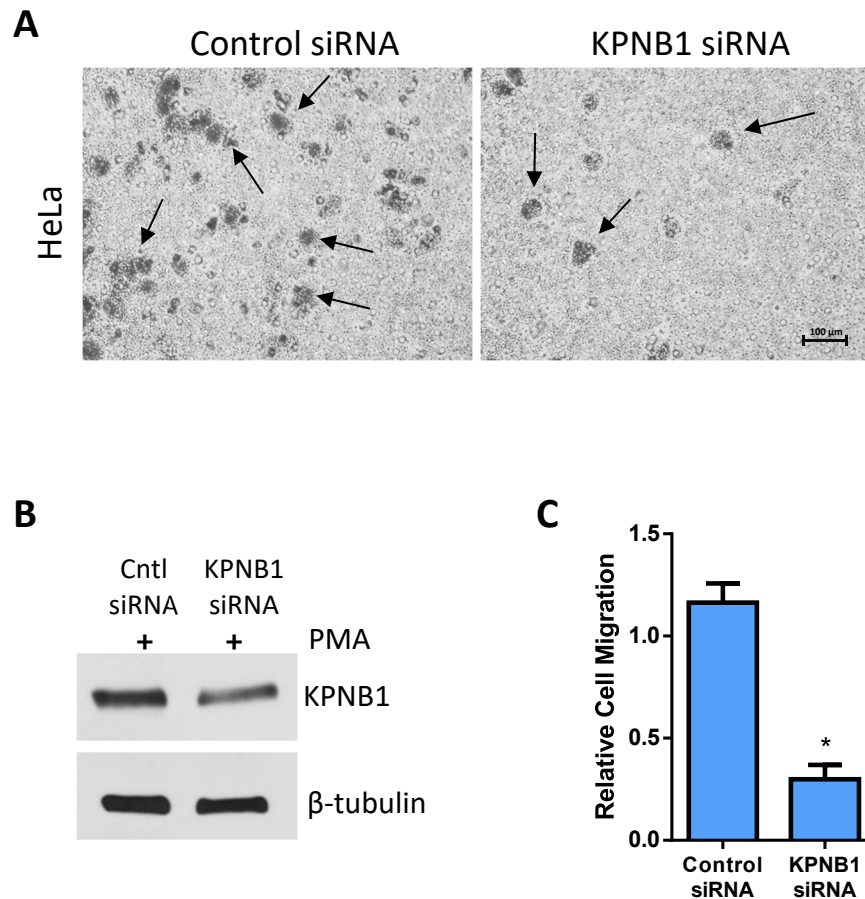 A
Control siRNA
KPNB1 siRNA
HeLa
100 µm
B
Cntl
siRNA
KPNB1
siRNA
+
+
PMA
KPNB1
β-tubulin
C
Relative Cell Migration
1.5
1.0
0.5
0.0
*
Control
siRNA
KPNB1
siRNA